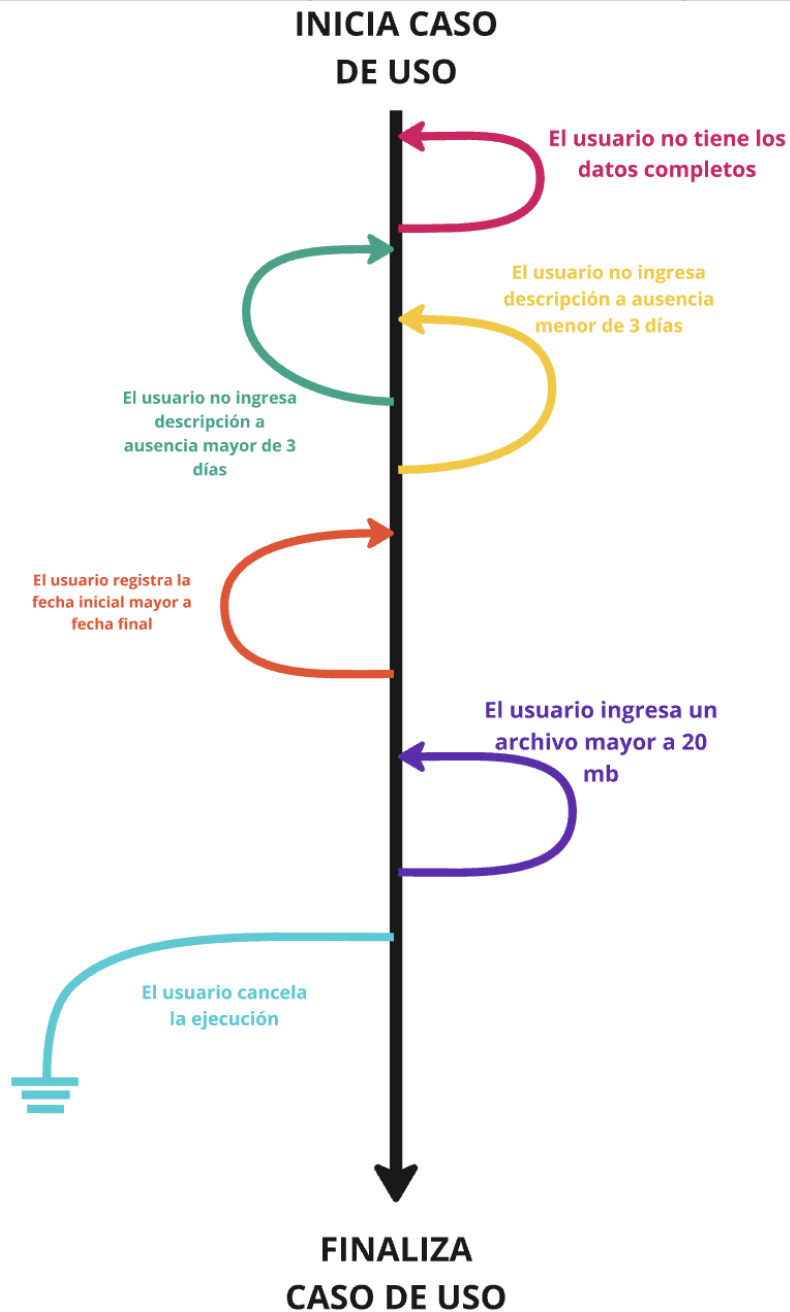 INICIA CASO
DE USO
El usuario no tiene los
datos completos
El usuario no ingresa
descripción a ausencia
menor de 3 días
El usuario no ingresa
descripción a
ausencia mayor de 3
días
El usuario registra la
fecha inicial mayor a
fecha final
El usuario ingresa un
archivo mayor a 20
mb
El usuario cancela
la ejecución
FINALIZA
CASO DE USO